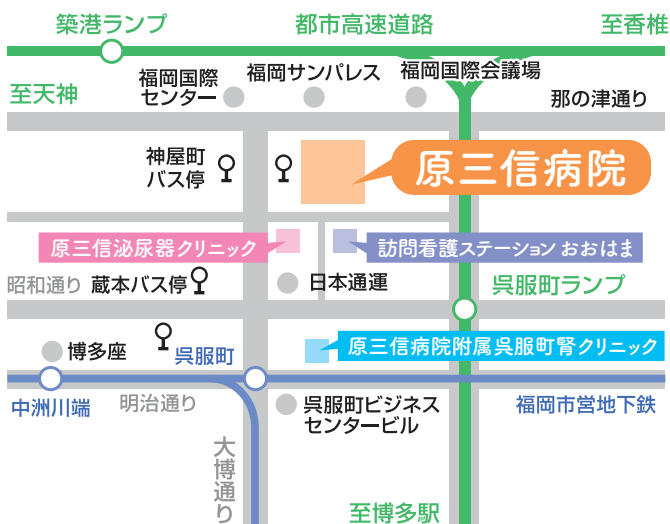 築港ランプ
都市高速道路
至香椎
至天神
福岡国際
センター
福岡サンパレス
福岡国際会議場
那の津通り
神屋町
バス停
原三信病院
原三信泌尿器クリニック
訪問看護ステーション おおはま
昭和通り
蔵本バス停
日本通運
呉服町ランプ
博多座
呉服町
原三信病院附属呉服町腎クリニック
中洲川端
明治通り
呉服町ビジネス
センタービル
福岡市営地下鉄
大博通り
至博多駅